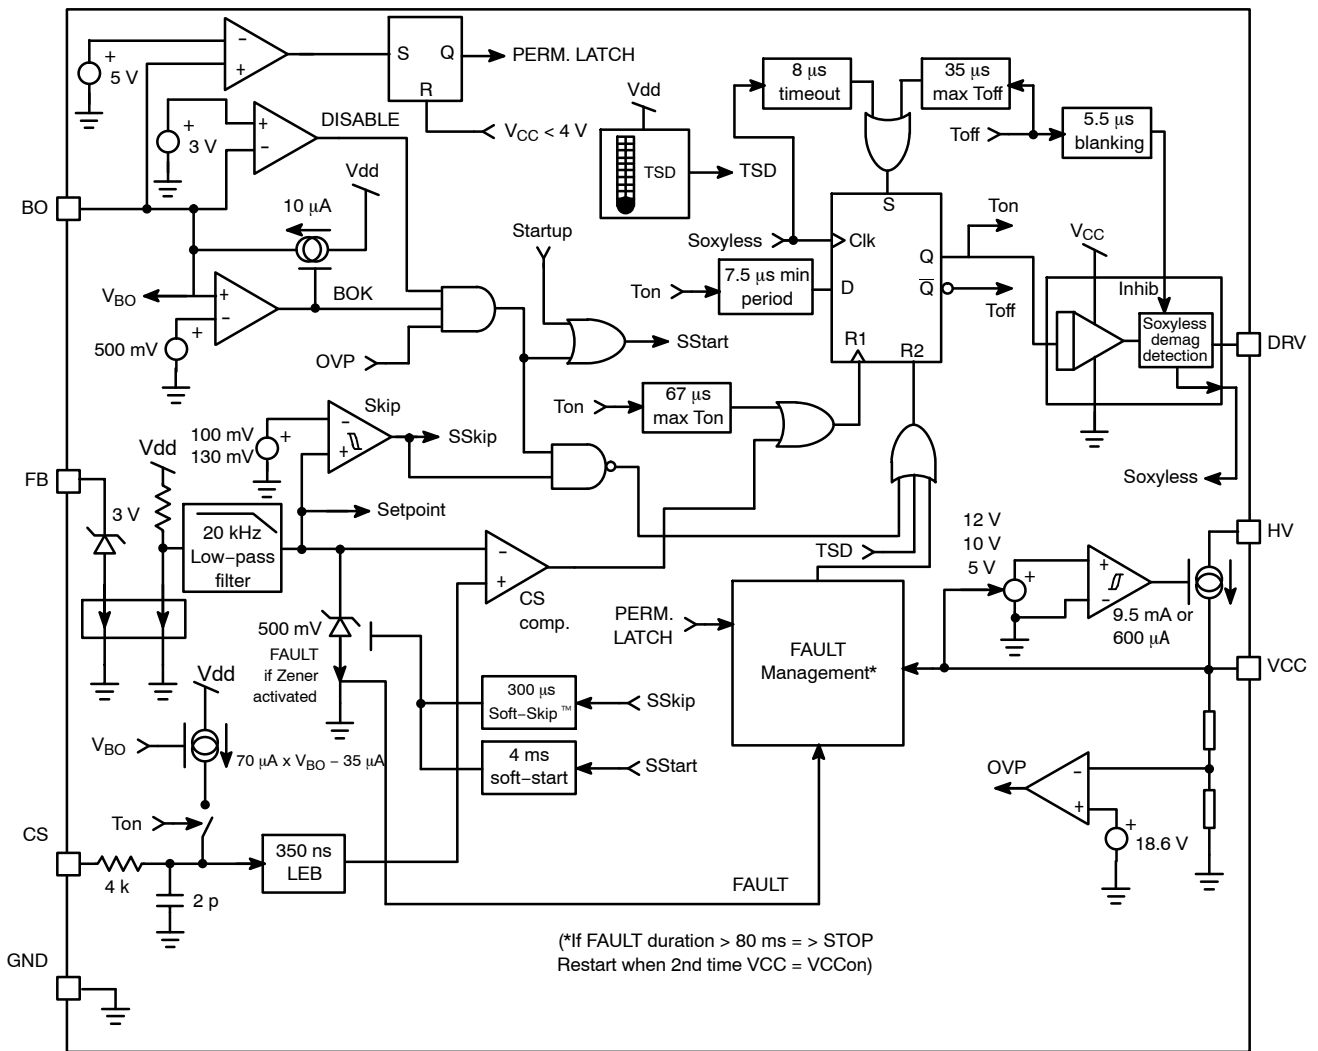 5 V
+
−
+
S
Q
R
PERM. LATCH
V_CC < 4 V
3 V
+
+
−
DISABLE
Vdd
10 μA
BO
V_BO
+
−
+
500 mV
BOK
OVP
Startup
SStart
Vdd
TSD
TSD
8 μs
timeout
35 μs
max Toff
Toff
5.5 μs
blanking
Soxyless
Clk
S
Q
Q̅
D
R1
R2
Ton
7.5 μs min
period
Ton
Toff
V_CC
Inhib
Soxyless
demag
detection
DRV
Soxyless
Ton
67 μs
max Ton
Skip
−
+
100 mV
130 mV
+
SSkip
Setpoint
Vdd
FB
3 V
20 kHz
Low−pass
filter
−
+
CS
comp.
500 mV
FAULT
if Zener
activated
TSD
PERM.
LATCH
FAULT
Management*
12 V
10 V
5 V
+
+
−
9.5 mA or
600 μA
HV
VCC
300 μs
Soft−Skip™
SSkip
4 ms
soft−start
SStart
Vdd
V_BO
70 μA x V_BO − 35 μA
Ton
CS
4 k
2 p
350 ns
LEB
FAULT
OVP
−
+
+
18.6 V
GND
(*If FAULT duration > 80 ms = > STOP
Restart when 2nd time VCC = VCCon)